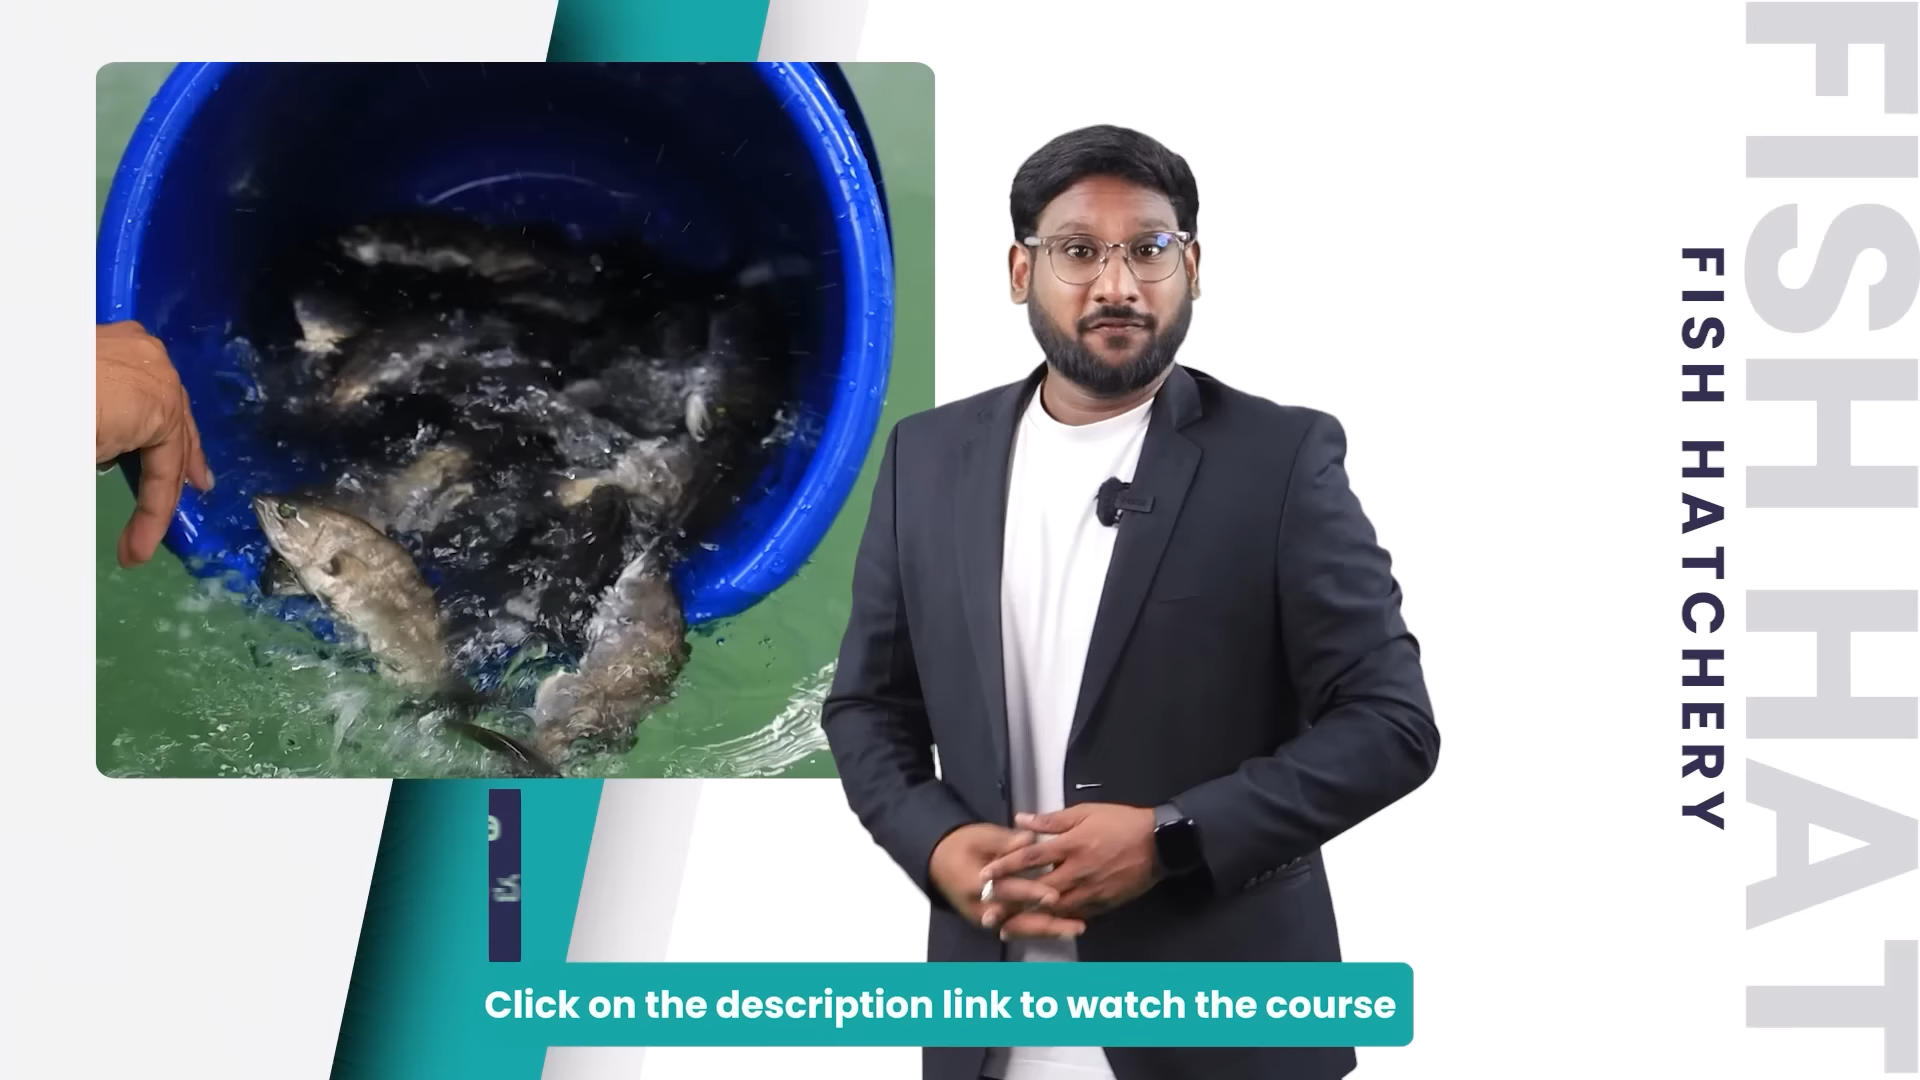 Click on the description link to watch the course
FISH HATCHERY
FISH HAT